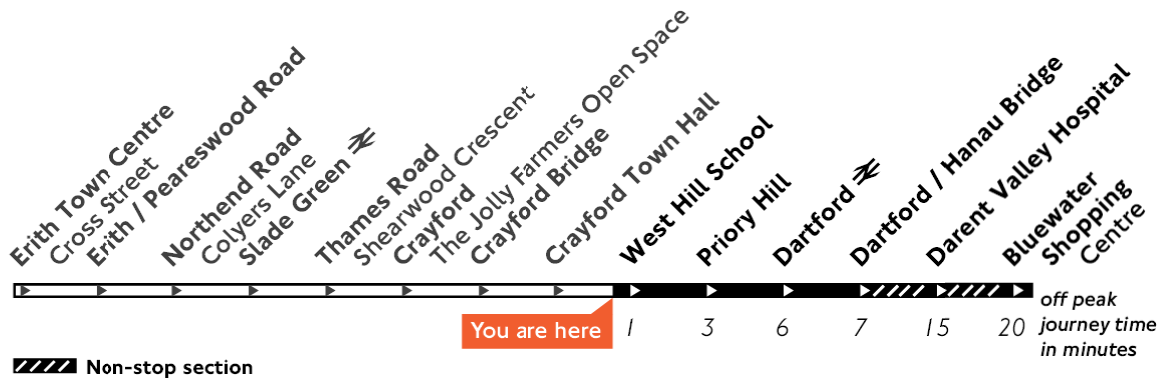 Erith Town Centre
Cross Street
Erith / Peareswood Road
Northend Road
Colyers Lane
Slade Green
Thames Road
Shearwood Crescent
Crayford
The Jolly Farmers Open Space
Crayford Bridge
Crayford Town Hall
West Hill School
Priory Hill
Dartford
Dartford / Hanau Bridge
Darent Valley Hospital
Bluewater
Shopping
Centre
You are here
1 3 6 7 15 20
off peak
journey time
in minutes
Non-stop section